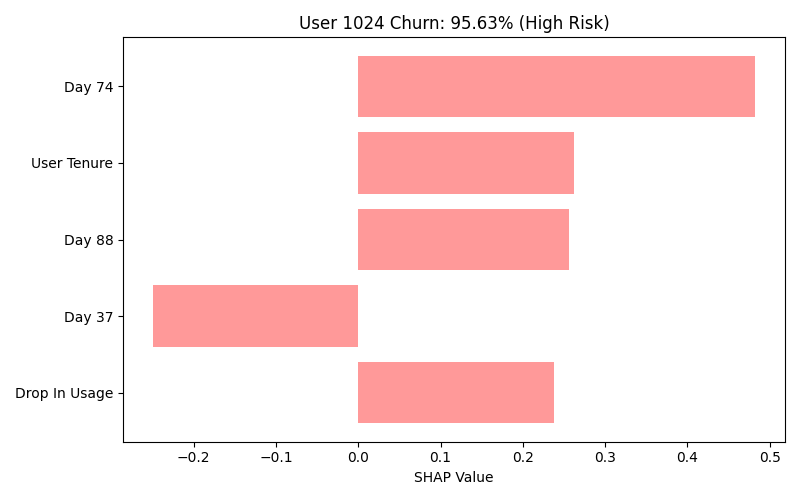 User 1024 Churn: 95.63% (High Risk)
Day 74
User Tenure
Day 88
Day 37
Drop In Usage
−0.2 −0.1 0.0 0.1 0.2 0.3 0.4 0.5
SHAP Value